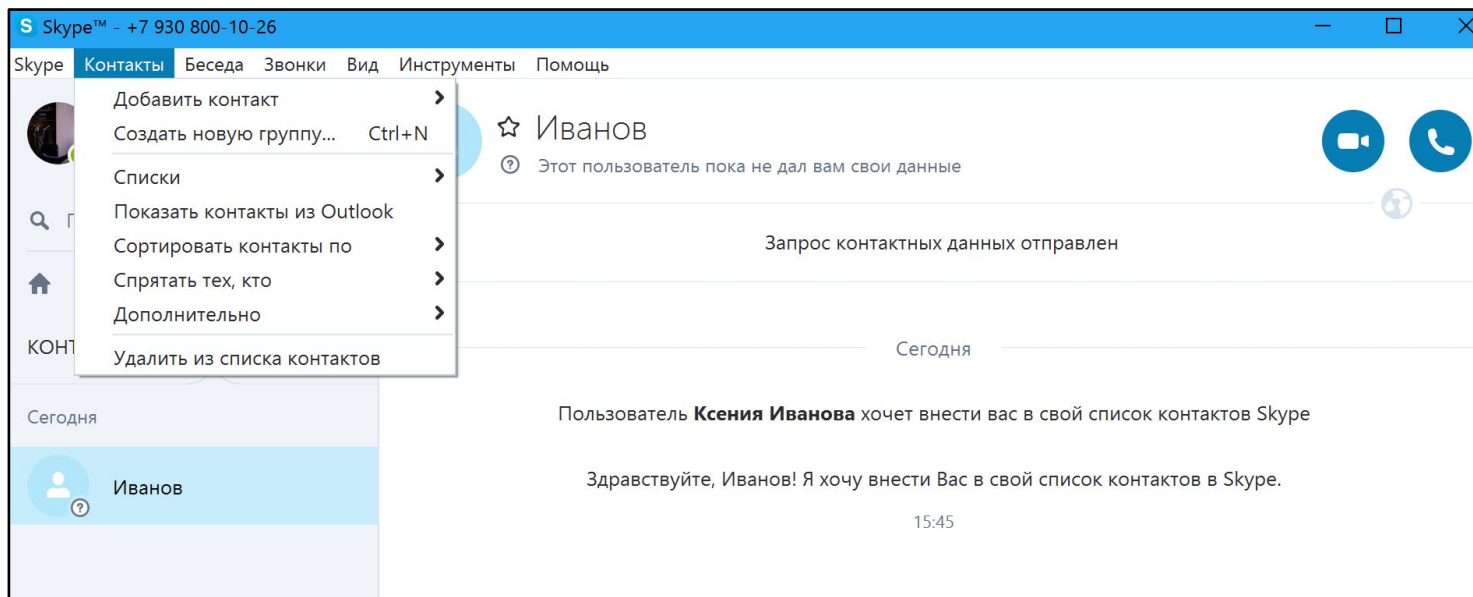 S Skype™ - +7 930 800-10-26
Skype Контакты Беседа Звонки Вид Инструменты Помощь
Добавить контакт
Создать новую группу... Ctrl+N
Списки
Показать контакты из Outlook
Сортировать контакты по
Спрятать тех, кто
Дополнительно
Удалить из списка контактов
Иванов
Этот пользователь пока не дал вам свои данные
Запрос контактных данных отправлен
КОНТ
Сегодня
Иванов
Сегодня
Пользователь Ксения Иванова хочет внести вас в свой список контактов Skype
Здравствуйте, Иванов! Я хочу внести Вас в свой список контактов в Skype.
15:45